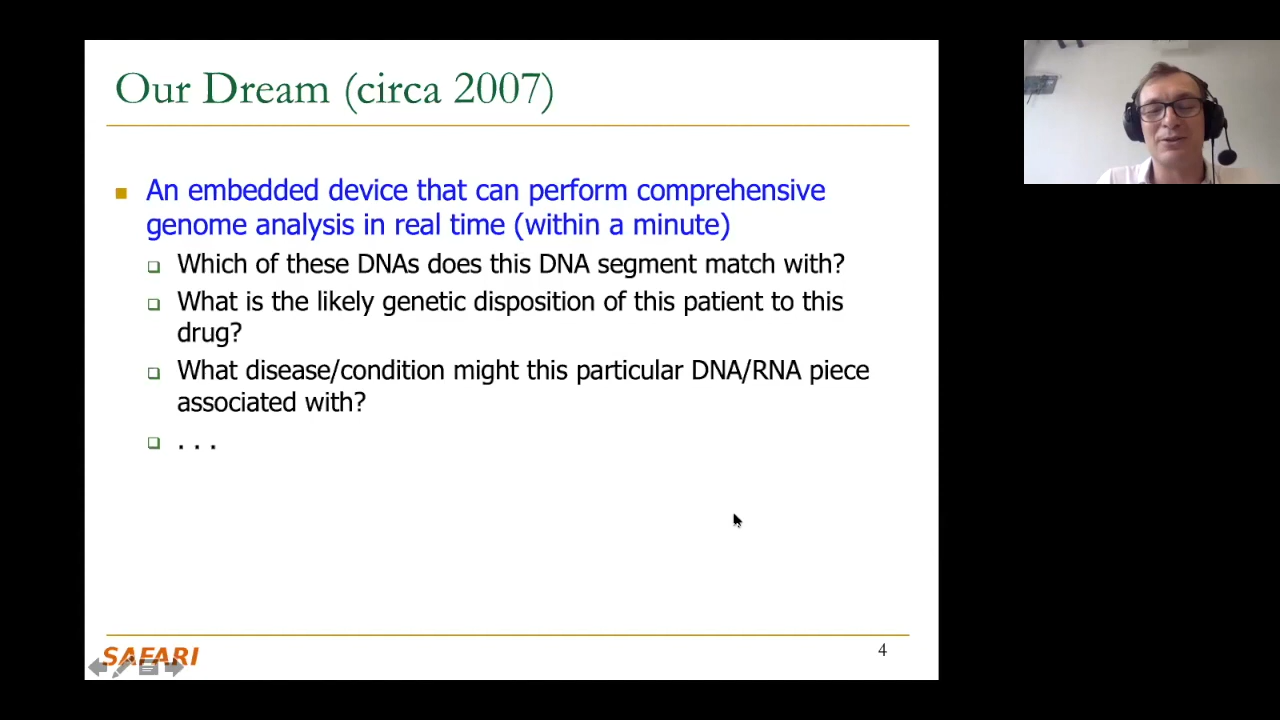 Our Dream (circa 2007)
An embedded device that can perform comprehensive
genome analysis in real time (within a minute)
Which of these DNAs does this DNA segment match with?
What is the likely genetic disposition of this patient to this
drug?
What disease/condition might this particular DNA/RNA piece
associated with?
. . .
SAFARI
4